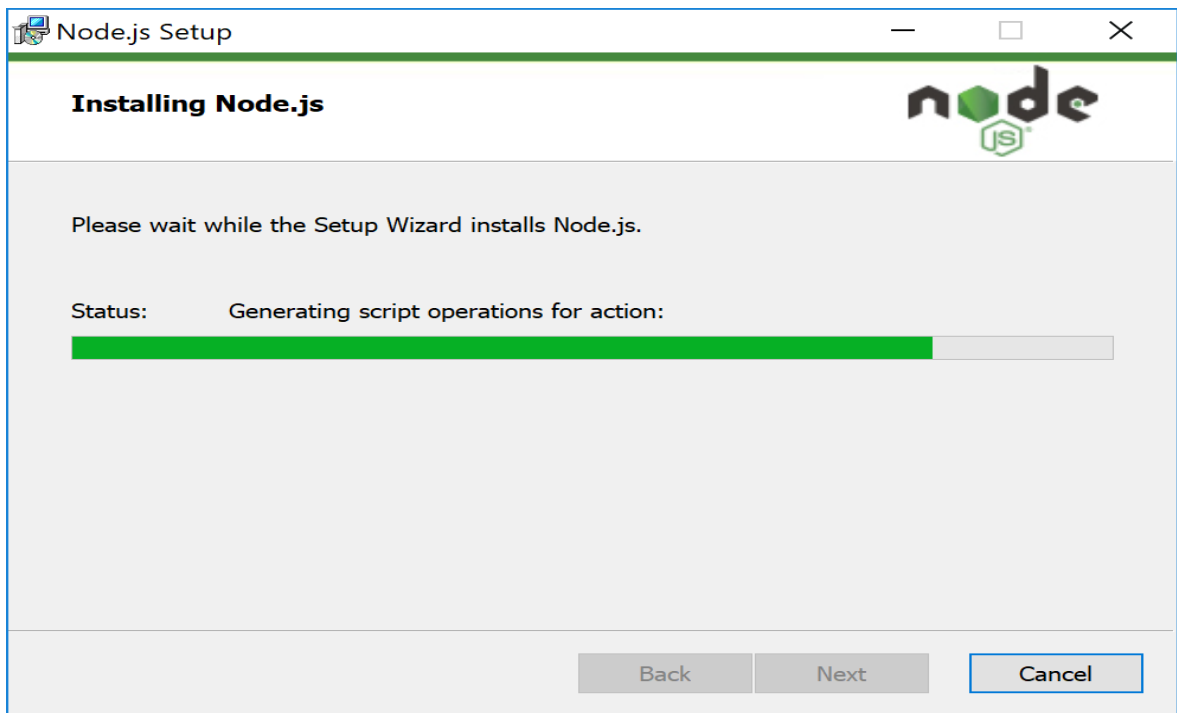 Node.js Setup
Installing Node.js
node
JS
Please wait while the Setup Wizard installs Node.js.
Status: Generating script operations for action:
Back Next Cancel